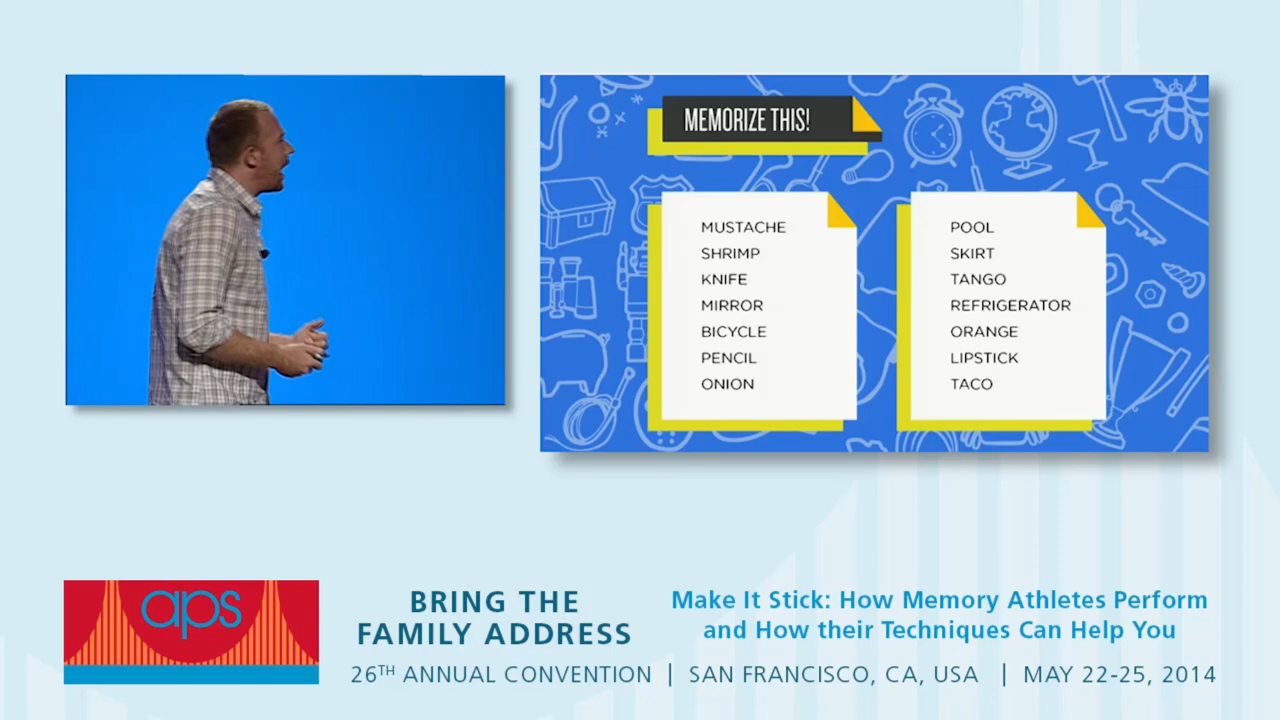 MEMORIZE THIS!
MUSTACHE
SHRIMP
KNIFE
MIRROR
BICYCLE
PENCIL
ONION
POOL
SKIRT
TANGO
REFRIGERATOR
ORANGE
LIPSTICK
TACO
aps
BRING THE
FAMILY ADDRESS
Make It Stick: How Memory Athletes Perform
and How their Techniques Can Help You
26TH ANNUAL CONVENTION | SAN FRANCISCO, CA, USA | MAY 22-25, 2014